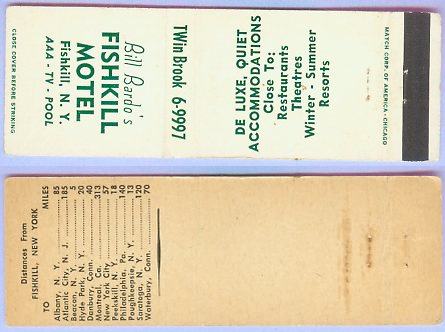 CLOSE COVER BEFORE STRIKING
Bill Bardo's
FISHKILL
MOTEL
Fishkill, N. Y.
AAA - TV - POOL
TWin Brook 6-9997
DE LUXE, QUIET
ACCOMMODATIONS
Close To:
Restaurants
Theatres
Winter - Summer
Resorts
MATCH CORP. OF AMERICA - CHICAGO
Distances From
FISHKILL, NEW YORK
TO MILES
Albany, N. Y. 85
Atlantic City, N. J. 185
Beacon, N. Y. 5
Hyde Park, N. Y. 20
Danbury, Conn. 40
Montreal, Ca. 313
New York City 57
Peekskill, N. Y. 18
Philadelphia, Pa. 140
Poughkeepsie, N. Y. 13
Saratoga, N. Y. 120
Waterbury, Conn. 70